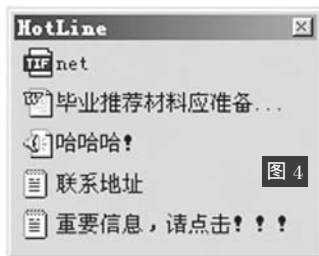 HotLine
TIF net
毕业推荐材料应准备...
哈哈哈！
联系地址
图 4
重要信息，请点击！！！